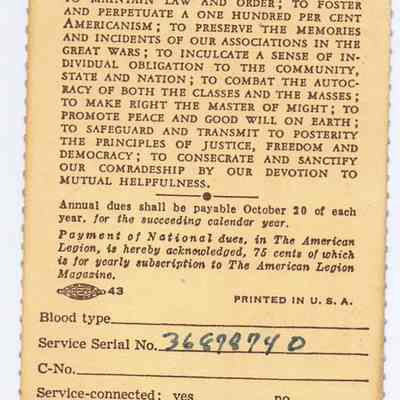 TO MAINTAIN LAW AND ORDER; TO FOSTER
AND PERPETUATE A ONE HUNDRED PER CENT
AMERICANISM; TO PRESERVE THE MEMORIES
AND INCIDENTS OF OUR ASSOCIATIONS IN THE
GREAT WARS; TO INCULCATE A SENSE OF IN-
DIVIDUAL OBLIGATION TO THE COMMUNITY,
STATE AND NATION; TO COMBAT THE AUTOC-
RACY OF BOTH THE CLASSES AND THE MASSES;
TO MAKE RIGHT THE MASTER OF MIGHT; TO
PROMOTE PEACE AND GOOD WILL ON EARTH;
TO SAFEGUARD AND TRANSMIT TO POSTERITY
THE PRINCIPLES OF JUSTICE, FREEDOM AND
DEMOCRACY; TO CONSECRATE AND SANCTIFY
OUR COMRADESHIP BY OUR DEVOTION TO
MUTUAL HELPFULNESS.
Annual dues shall be payable October 20 of each
year, for the succeeding calendar year.
Payment of National dues, in The American
Legion, is hereby acknowledged, 75 cents of which
is for yearly subscription to The American Legion
Magazine.
43
PRINTED IN U. S. A.
Blood type
Service Serial No. 36898740
C-No.
Service-connected: yes no